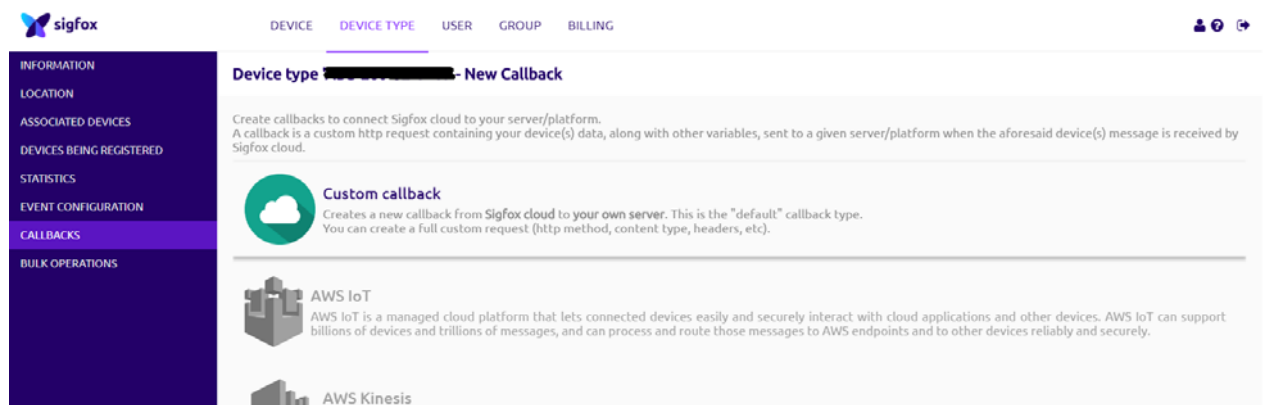 sigfox
DEVICE DEVICE TYPE USER GROUP BILLING
INFORMATION
LOCATION
ASSOCIATED DEVICES
DEVICES BEING REGISTERED
STATISTICS
EVENT CONFIGURATION
CALLBACKS
BULK OPERATIONS
Device type ' - New Callback
Create callbacks to connect Sigfox cloud to your server/platform.
A callback is a custom http request containing your device(s) data, along with other variables, sent to a given server/platform when the aforesaid device(s) message is received by
Sigfox cloud.
Custom callback
Creates a new callback from Sigfox cloud to your own server. This is the "default" callback type.
You can create a full custom request (http method, content type, headers, etc).
AWS IoT
AWS IoT is a managed cloud platform that lets connected devices easily and securely interact with cloud applications and other devices. AWS IoT can support
billions of devices and trillions of messages, and can process and route those messages to AWS endpoints and to other devices reliably and securely.
AWS Kinesis